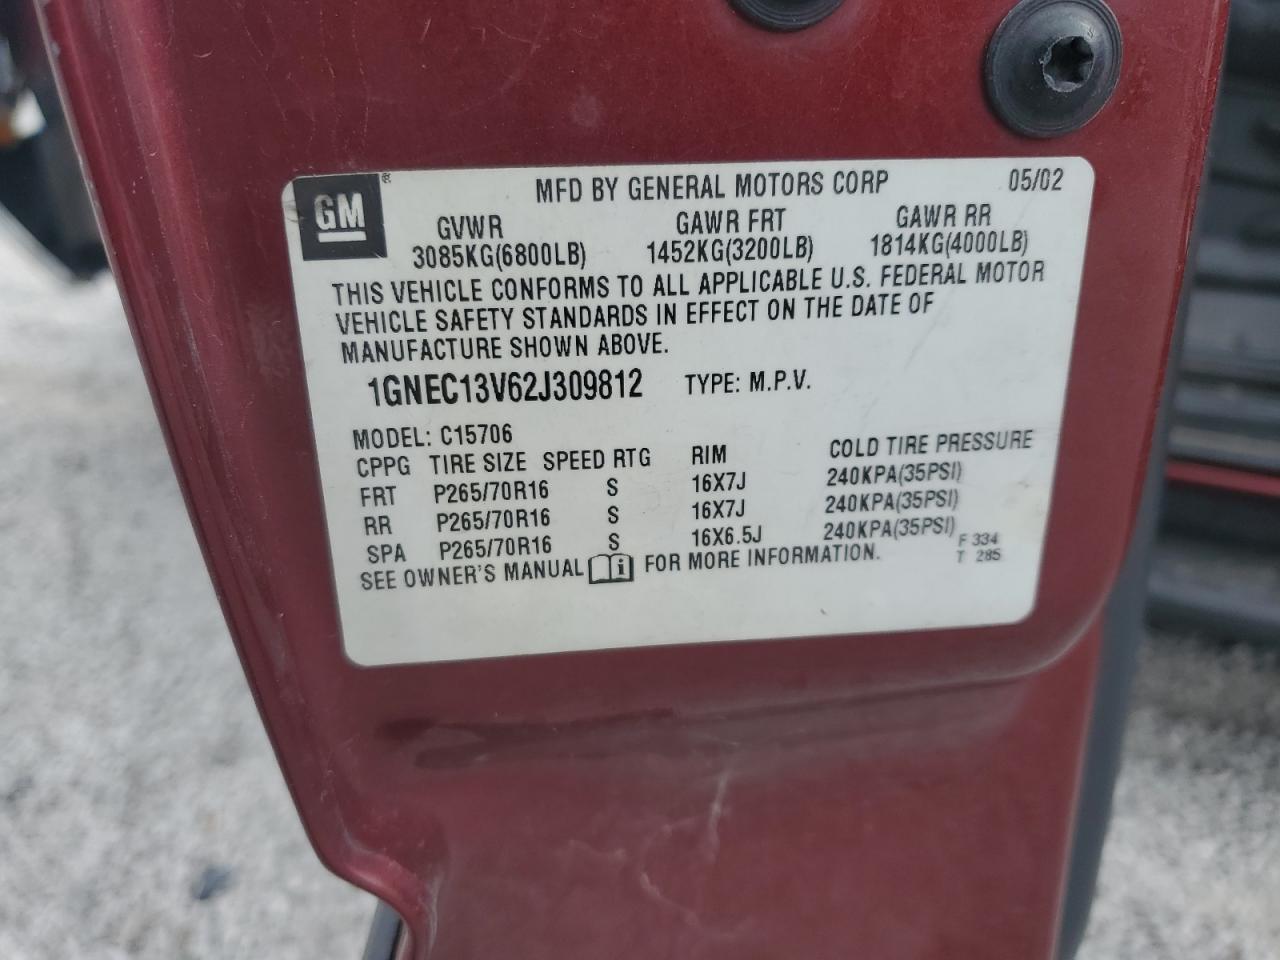 GM ® MFD BY GENERAL MOTORS CORP 05/02
GVWR GAWR FRT GAWR RR
3085KG(6800LB) 1452KG(3200LB) 1814KG(4000LB)
THIS VEHICLE CONFORMS TO ALL APPLICABLE U.S. FEDERAL MOTOR
VEHICLE SAFETY STANDARDS IN EFFECT ON THE DATE OF
MANUFACTURE SHOWN ABOVE.
1GNEC13V62J309812 TYPE: M.P.V.
MODEL: C15706
CPPG TIRE SIZE SPEED RTG RIM COLD TIRE PRESSURE
FRT P265/70R16 S 16X7J 240KPA(35PSI)
RR P265/70R16 S 16X7J 240KPA(35PSI)
SPA P265/70R16 S 16X6.5J 240KPA(35PSI)
SEE OWNER'S MANUAL i FOR MORE INFORMATION.
F 334
T 285